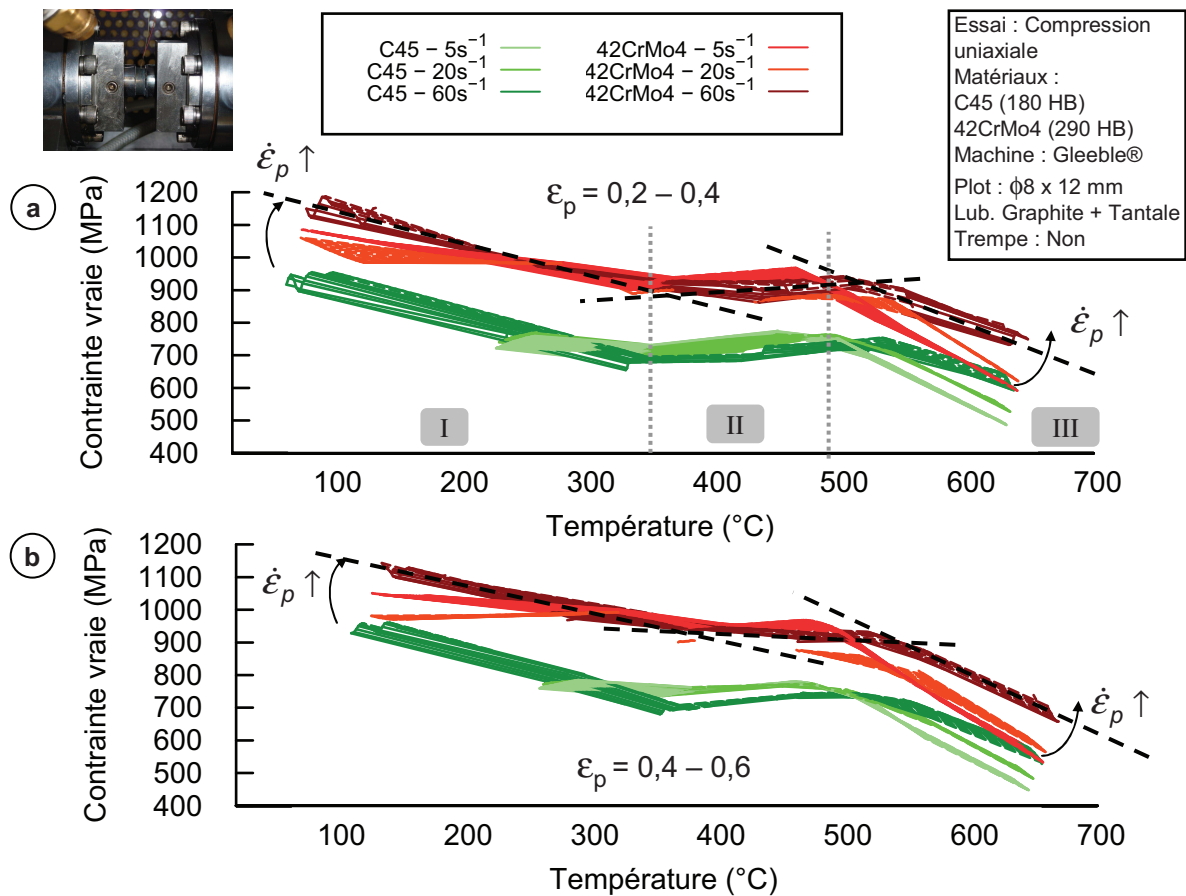 C45 – 5s⁻¹
C45 – 20s⁻¹
C45 – 60s⁻¹
42CrMo4 – 5s⁻¹
42CrMo4 – 20s⁻¹
42CrMo4 – 60s⁻¹
Essai : Compression
uniaxiale
Matériaux :
C45 (180 HB)
42CrMo4 (290 HB)
Machine : Gleeble®
Plot : ϕ8 x 12 mm
Lub. Graphite + Tantale
Trempe : Non
a
ε̇p ↑
εp = 0,2 – 0,4
Contrainte vraie (MPa)
1200
1100
1000
900
800
700
600
500
400
ε̇p ↑
I
II
III
100
200
300
400
500
600
700
Température (°C)
b
ε̇p ↑
Contrainte vraie (MPa)
1200
1100
1000
900
800
700
600
500
400
ε̇p ↑
εp = 0,4 – 0,6
100
200
300
400
500
600
700
Température (°C)